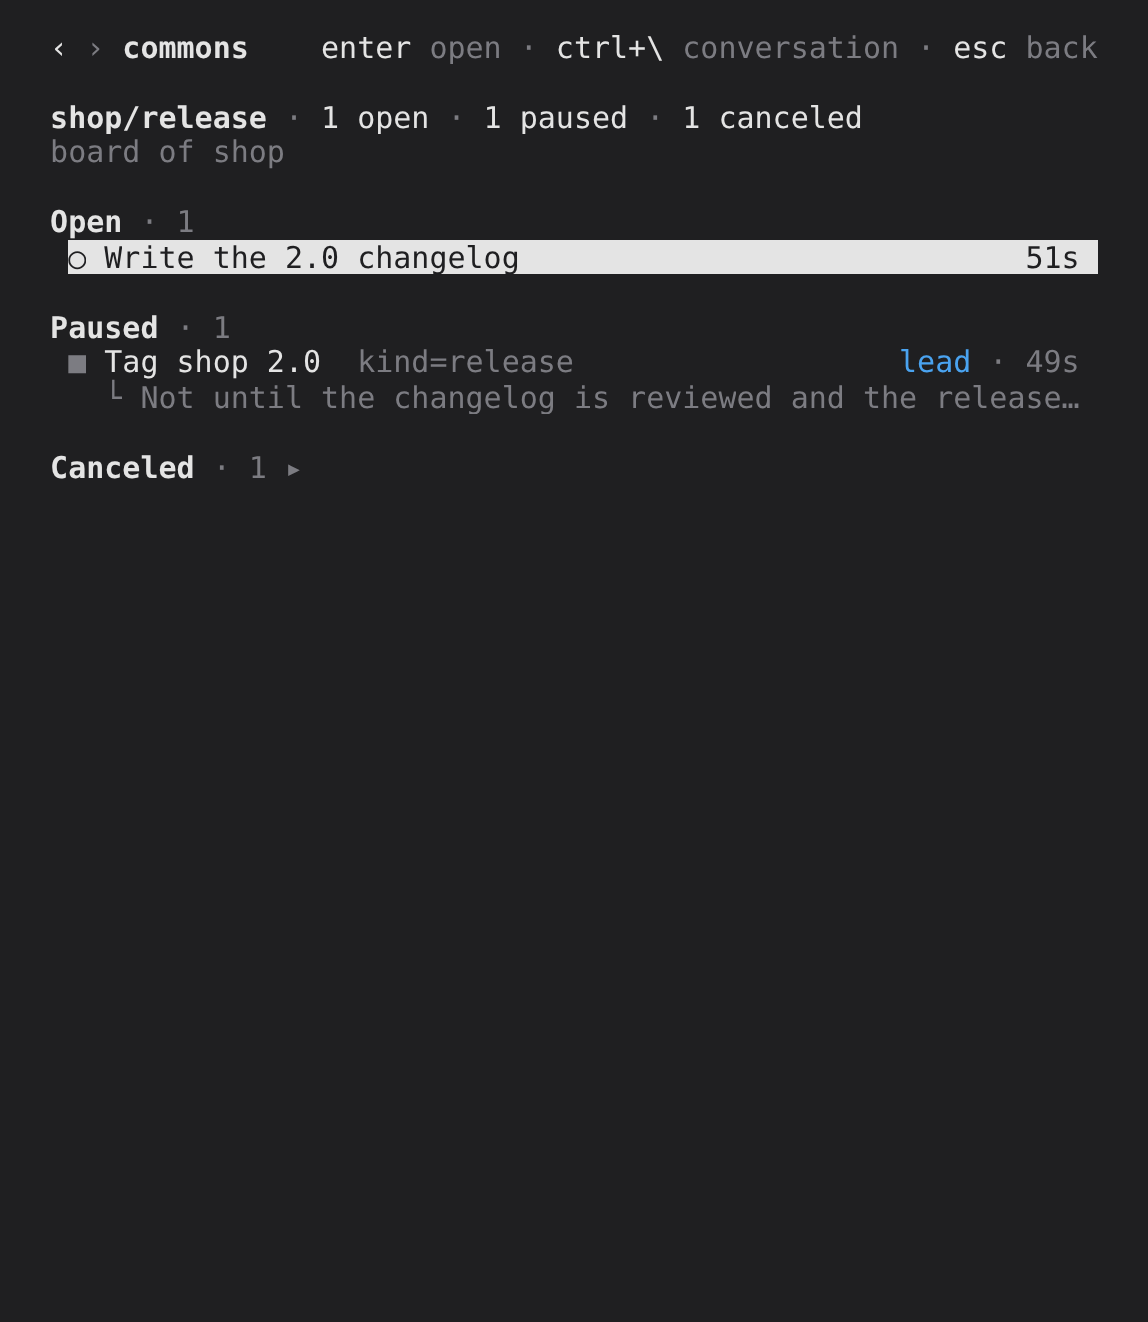 ‹ › commons    enter open · ctrl+\ conversation · esc back
shop/release · 1 open · 1 paused · 1 canceled
board of shop
Open · 1
○ Write the 2.0 changelog    51s
Paused · 1
■ Tag shop 2.0  kind=release    lead · 49s
└ Not until the changelog is reviewed and the release…
Canceled · 1 ▸